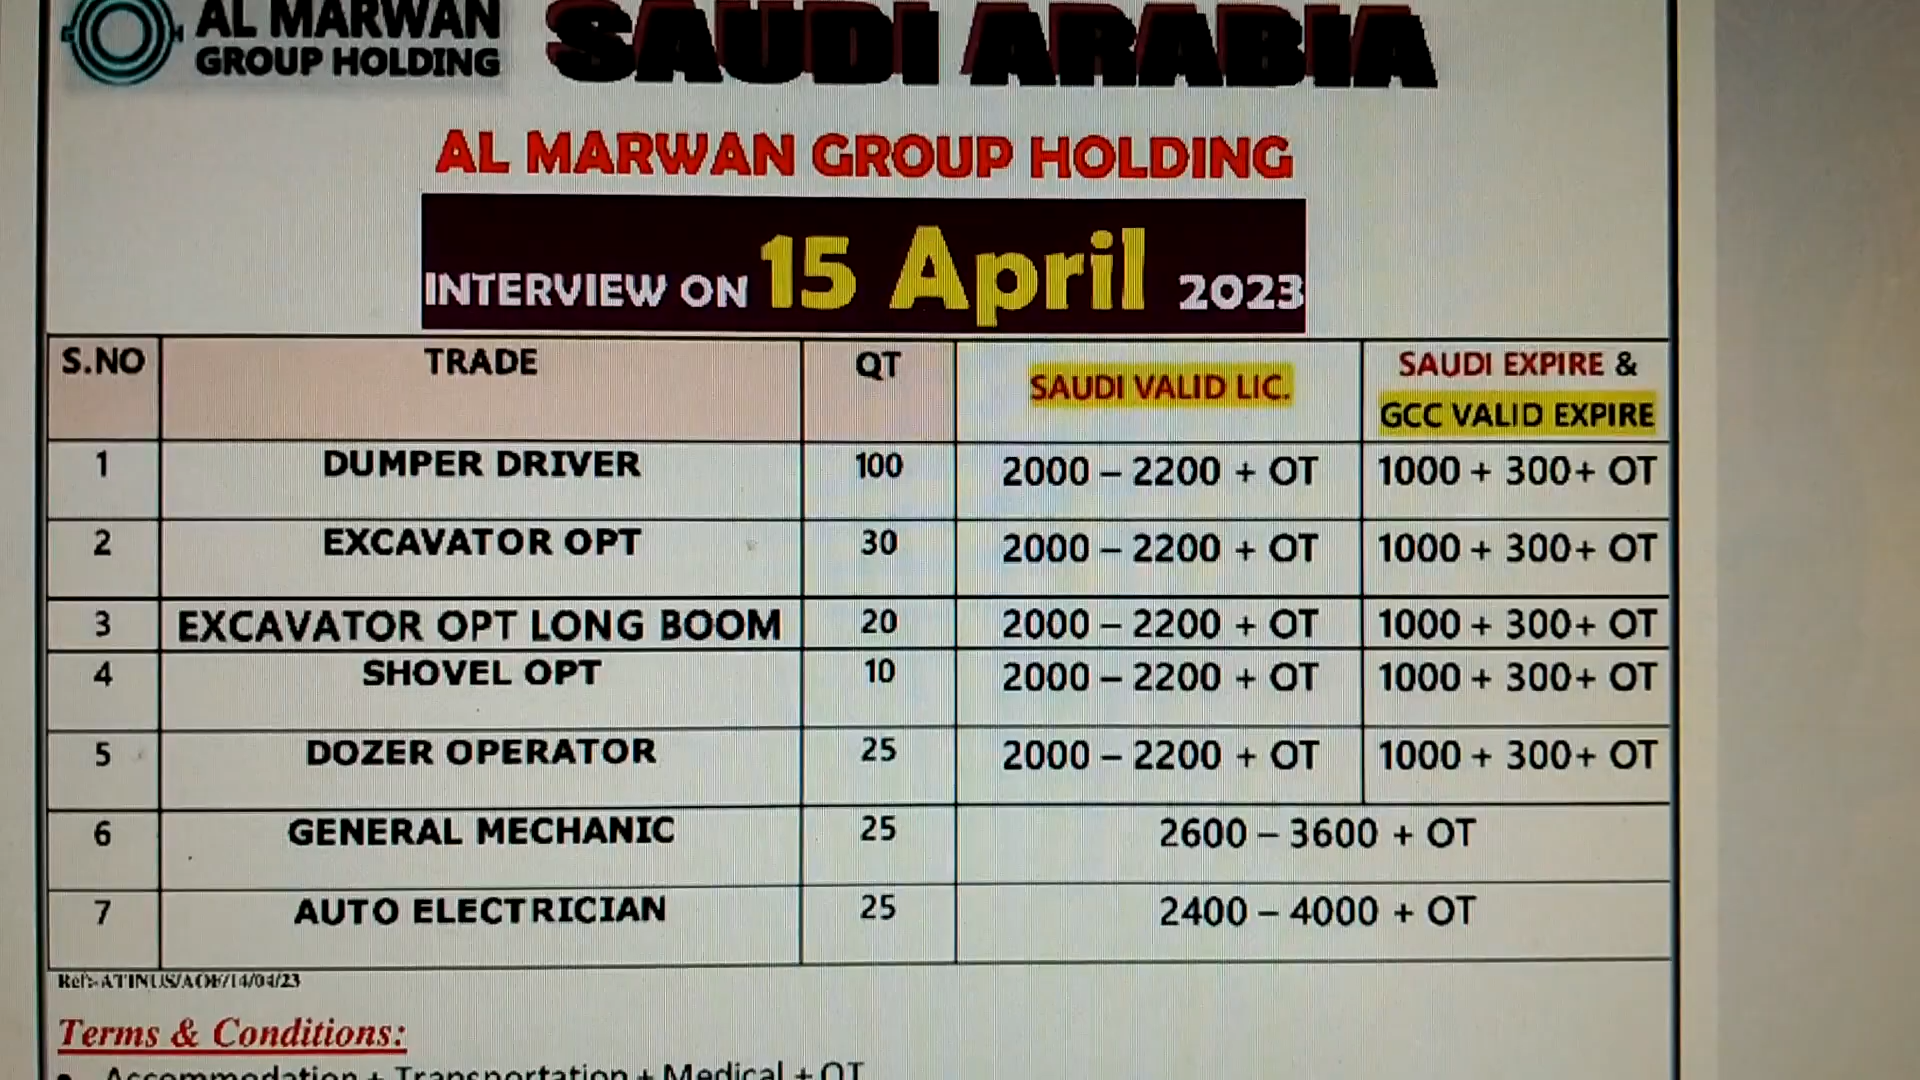 AL MARWAN
GROUP HOLDING
SAUDI ARABIA
AL MARWAN GROUP HOLDING
INTERVIEW ON 15 April 2023
S.NO TRADE QT SAUDI VALID LIC. SAUDI EXPIRE &
GCC VALID EXPIRE
1 DUMPER DRIVER 100 2000 – 2200 + OT 1000 + 300+ OT
2 EXCAVATOR OPT 30 2000 – 2200 + OT 1000 + 300+ OT
3 EXCAVATOR OPT LONG BOOM 20 2000 – 2200 + OT 1000 + 300+ OT
4 SHOVEL OPT 10 2000 – 2200 + OT 1000 + 300+ OT
5 DOZER OPERATOR 25 2000 – 2200 + OT 1000 + 300+ OT
6 GENERAL MECHANIC 25 2600 – 3600 + OT
7 AUTO ELECTRICIAN 25 2400 – 4000 + OT
Ref:-ATINUS/AOE/14/04/23
Terms & Conditions:
• Accommodation + Transportation + Medical + OT